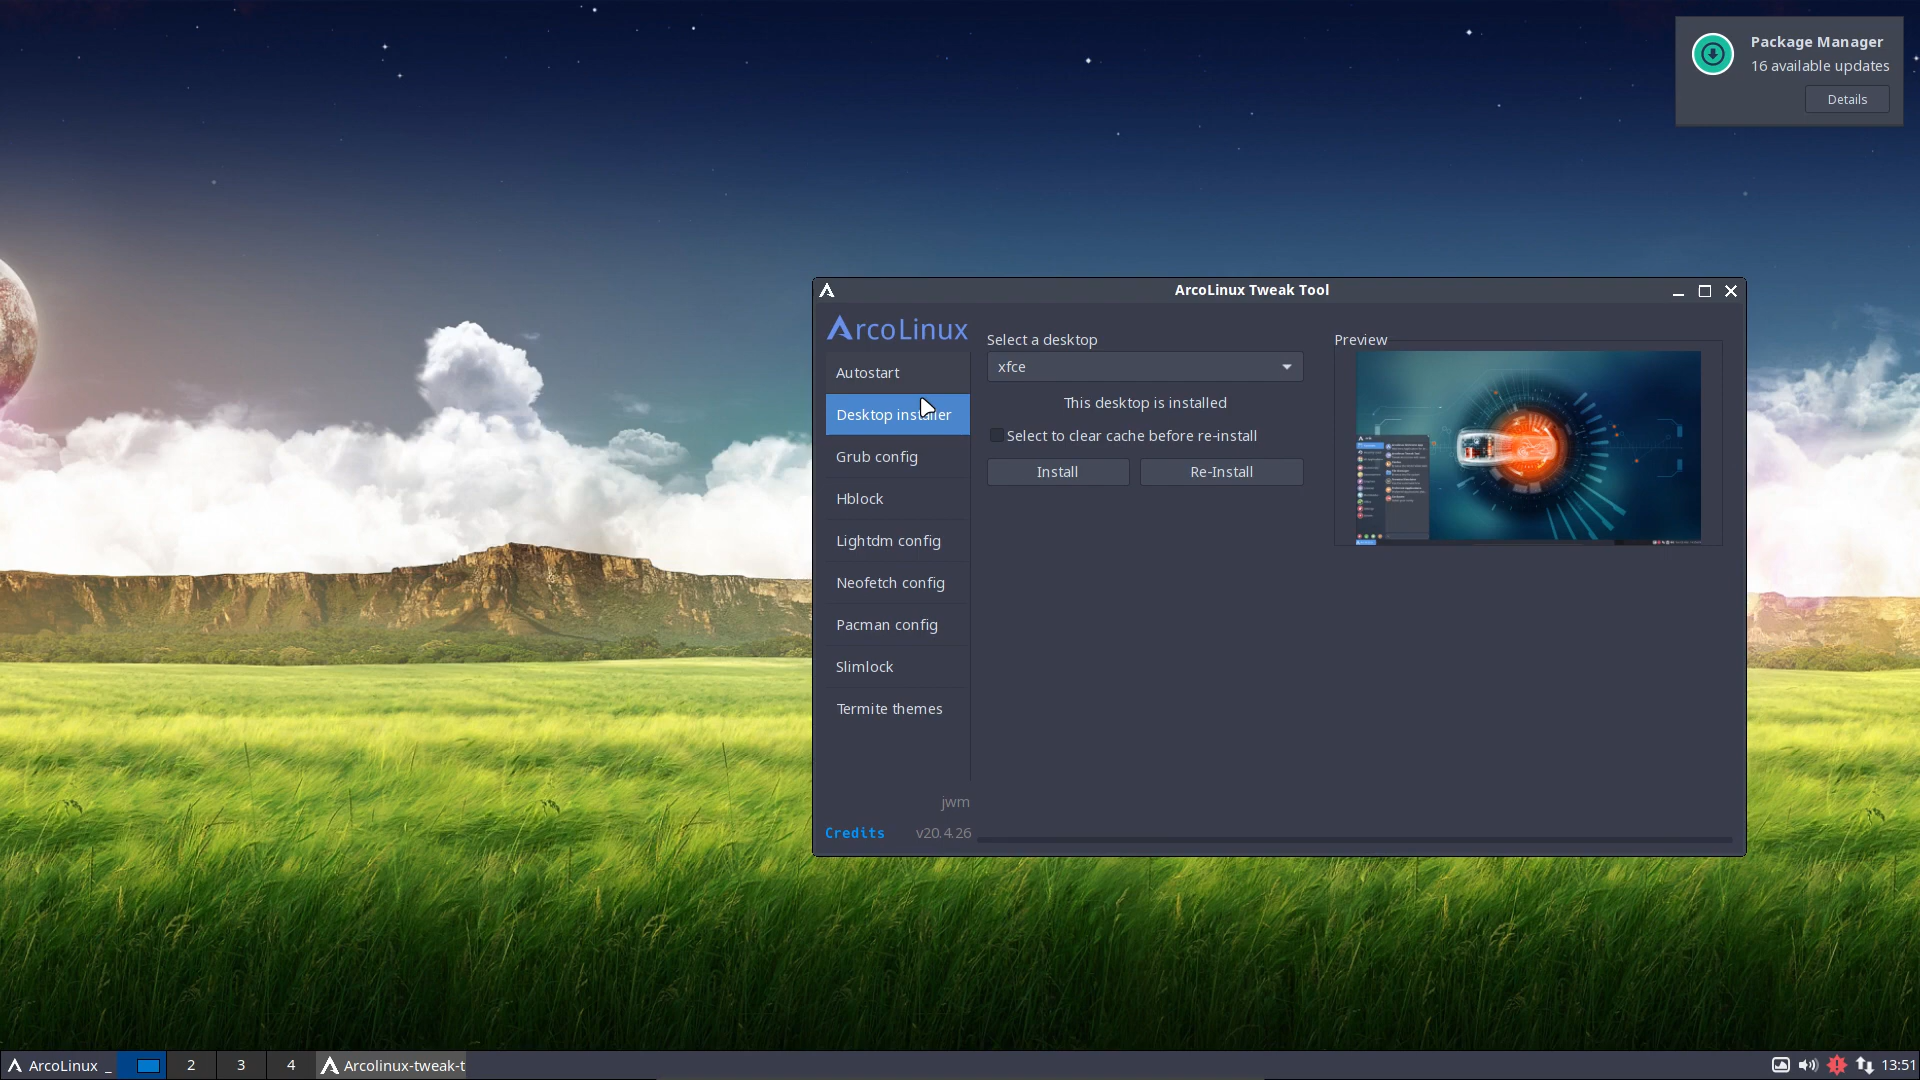 Package Manager
16 available updates
Details
ArcoLinux Tweak Tool
ArcoLinux
Autostart
Desktop installer
Grub config
Hblock
Lightdm config
Neofetch config
Pacman config
Slimlock
Termite themes
jwm
Credits
v20.4.26
Select a desktop
xfce
This desktop is installed
Select to clear cache before re-install
Install
Re-Install
Preview
ArcoLinux _
2
3
4
Arcolinux-tweak-t
13:51